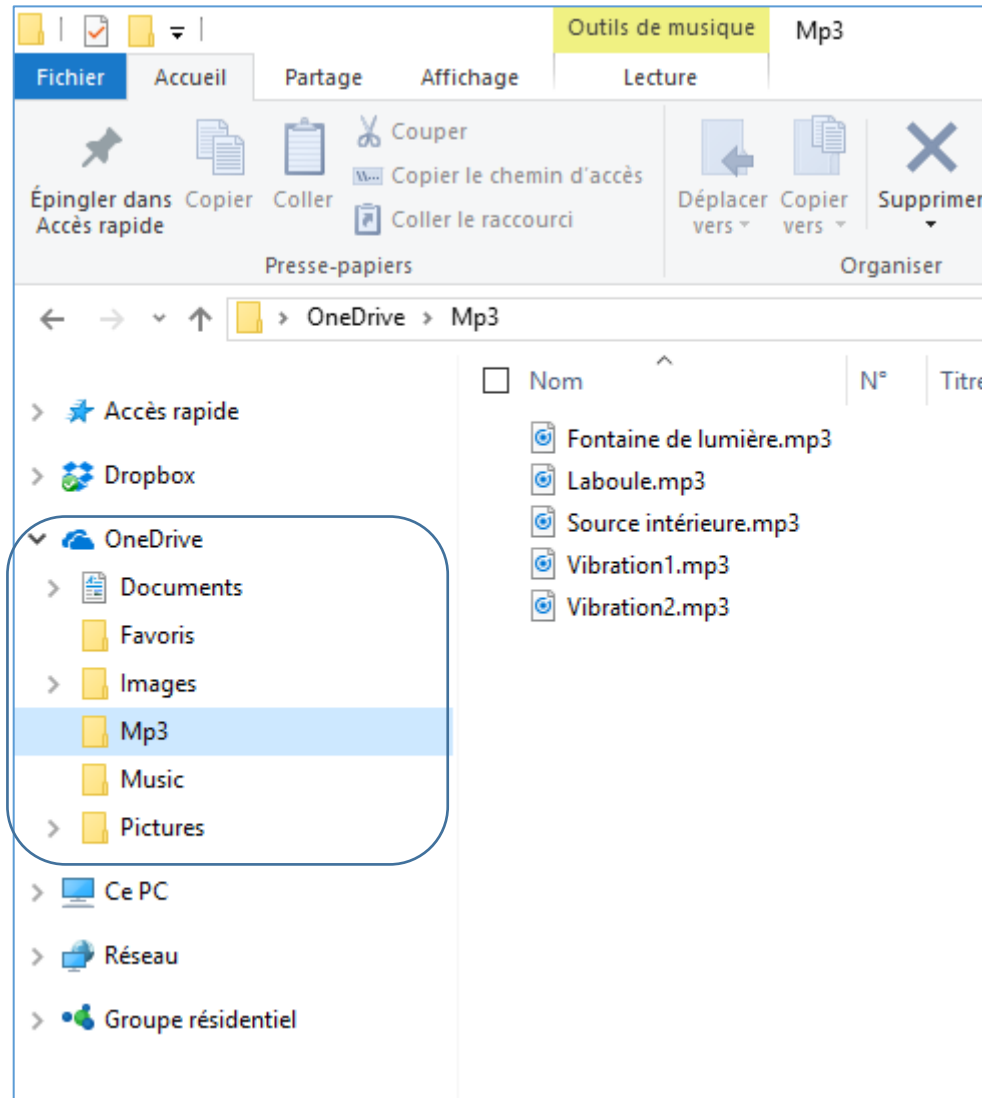 Outils de musique Mp3
Fichier Accueil Partage Affichage Lecture
Épingler dans Accès rapide
Copier
Coller
Couper
Copier le chemin d'accès
Coller le raccourci
Déplacer vers
Copier vers
Supprimer
Presse-papiers Organiser
OneDrive > Mp3
Nom N° Titre
Accès rapide
Dropbox
OneDrive
Documents
Favoris
Images
Mp3
Music
Pictures
Ce PC
Réseau
Groupe résidentiel
Fontaine de lumière.mp3
Laboule.mp3
Source intérieure.mp3
Vibration1.mp3
Vibration2.mp3